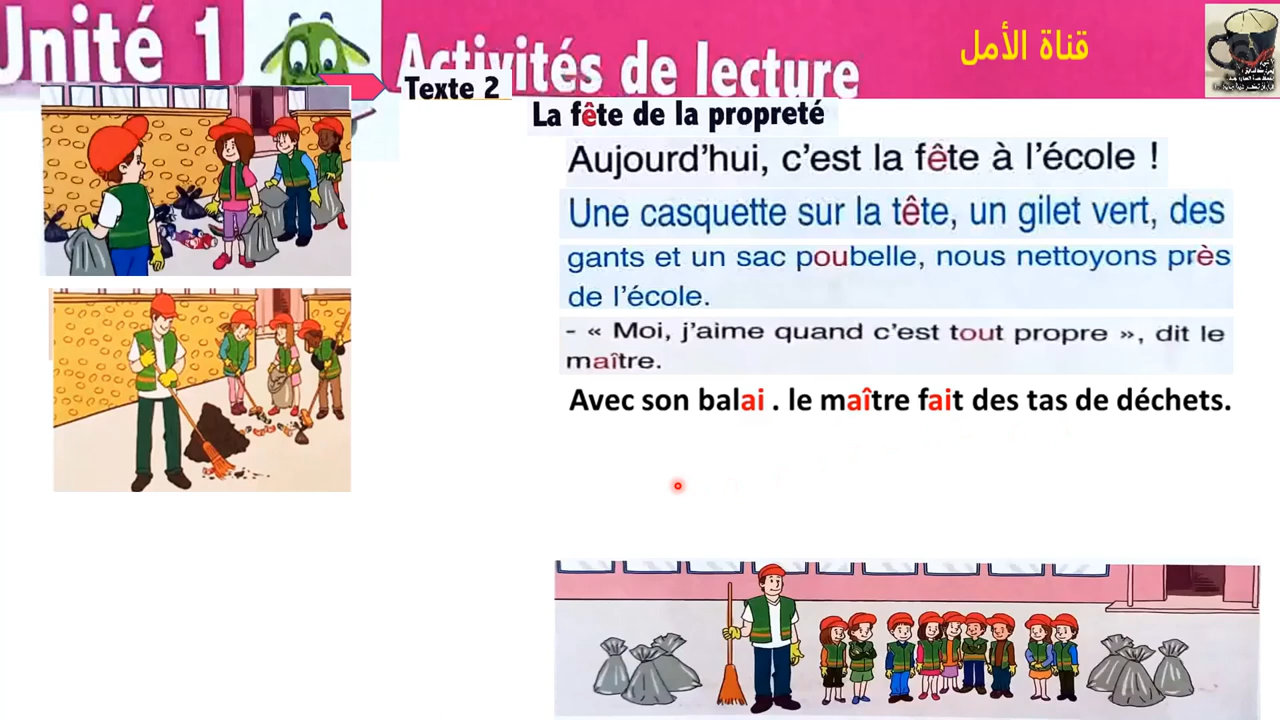 Unité 1
Activités de lecture
قناة الأمل
Texte 2
La fête de la propreté
Aujourd'hui, c'est la fête à l'école !
Une casquette sur la tête, un gilet vert, des
gants et un sac poubelle, nous nettoyons près
de l'école.
- « Moi, j'aime quand c'est tout propre », dit le
maître.
Avec son balai . le maître fait des tas de déchets.